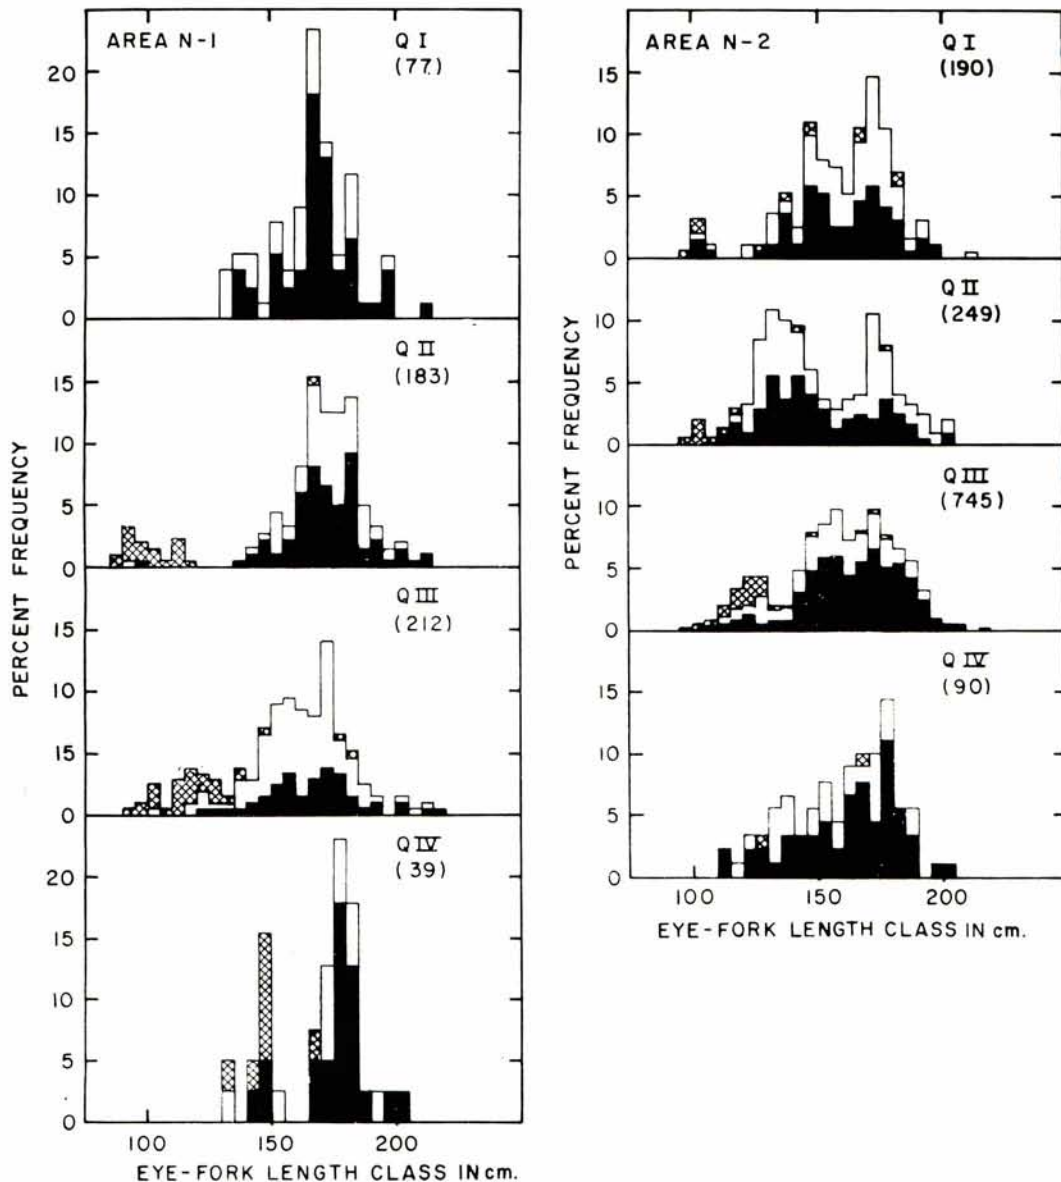 AREA N-1
Q I
(77)
20
15
10
5
0
Q II
(183)
15
10
5
0
Q III
(212)
15
10
15
0
Q IV
(39)
20
15
10
5
0
100 150 200
PERCENT FREQUENCY
EYE-FORK LENGTH CLASS IN cm.
AREA N-2
Q I
(190)
15
10
5
0
Q II
(249)
10
5
0
Q III
(745)
10
5
0
Q IV
(90)
15
10
5
0
100 150 200
PERCENT FREQUENCY
EYE-FORK LENGTH CLASS IN cm.